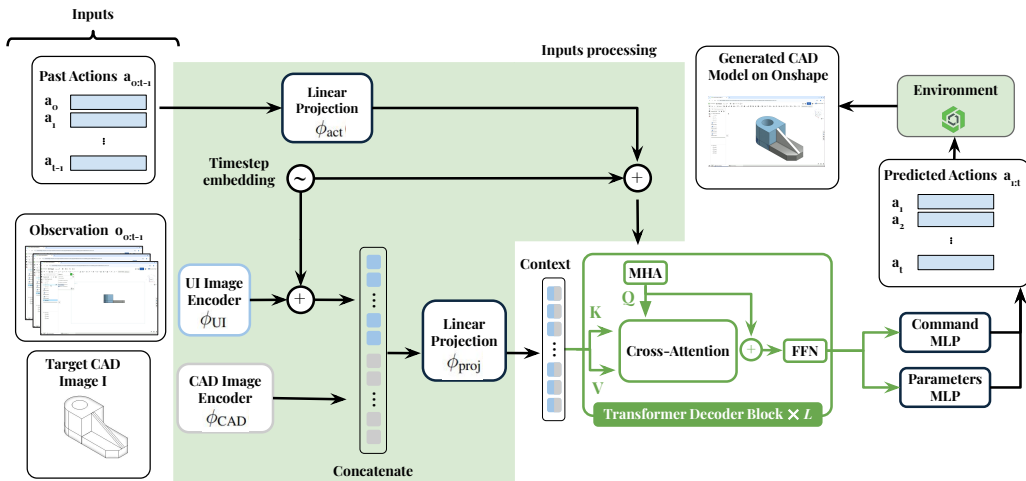 Inputs
Past Actions a₀:ₜ₋₁
a₀
a₁
⋮
aₜ₋₁
Observation o₀:ₜ₋₁
Target CAD
Image I
Inputs processing
Linear
Projection
ϕact
Timestep
embedding
~
+
UI Image
Encoder
ϕUI
+
CAD Image
Encoder
ϕCAD
Concatenate
Linear
Projection
ϕproj
Context
MHA
Q
K
V
Cross-Attention
+
FFN
Transformer Decoder Block × L
Command
MLP
Parameters
MLP
Generated CAD
Model on Onshape
Environment
Predicted Actions a₁:ₜ
a₁
a₂
⋮
aₜ